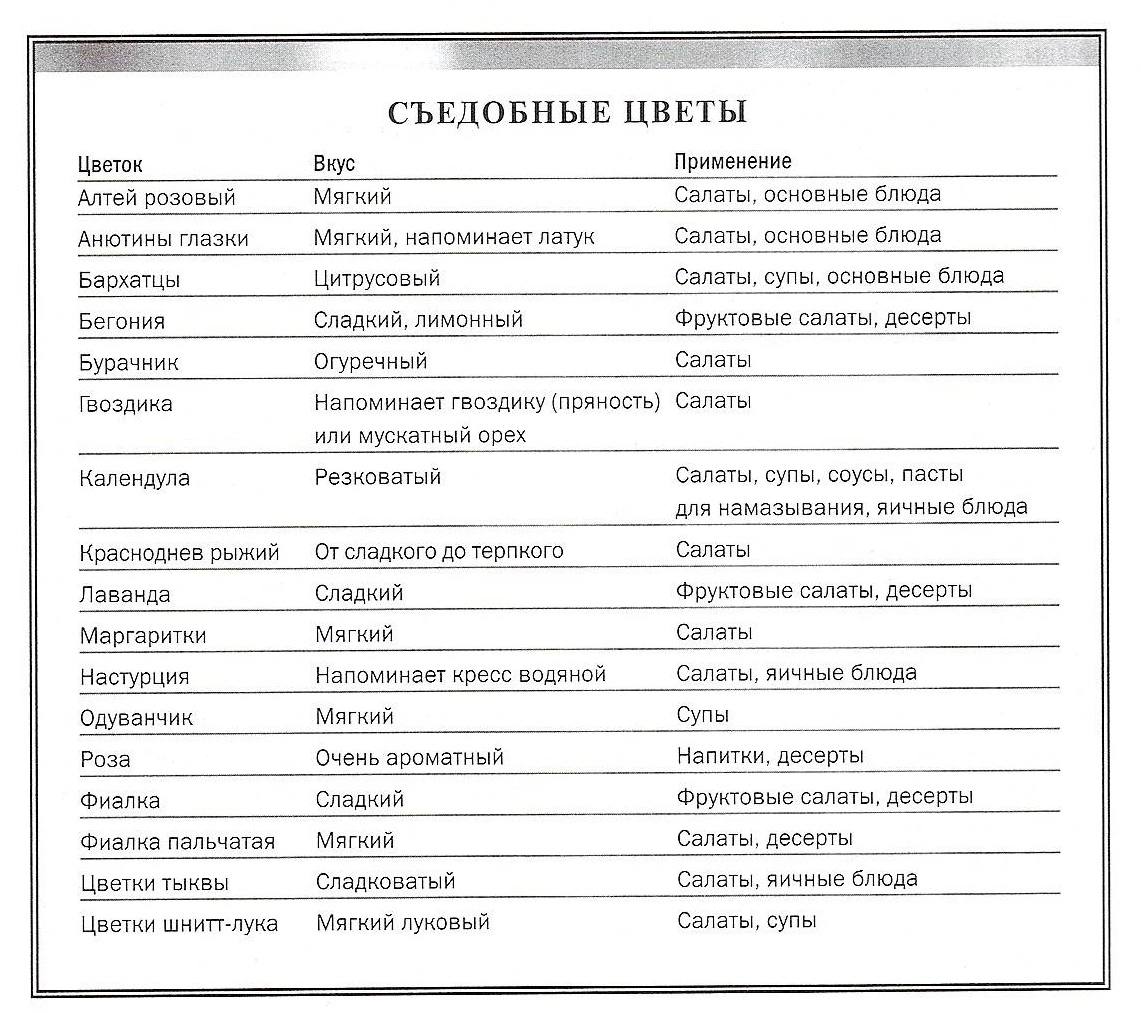 СЪЕДОБНЫЕ ЦВЕТЫ
Цветок Вкус Применение
Алтей розовый Мягкий Салаты, основные блюда
Анютины глазки Мягкий, напоминает латук Салаты, основные блюда
Бархатцы Цитрусовый Салаты, супы, основные блюда
Бегония Сладкий, лимонный Фруктовые салаты, десерты
Бурачник Огуречный Салаты
Гвоздика Напоминает гвоздику (пряность) Салаты
или мускатный орех
Календула Резковатый Салаты, супы, соусы, пасты
для намазывания, яичные блюда
Красноднев рыжий От сладкого до терпкого Салаты
Лаванда Сладкий Фруктовые салаты, десерты
Маргаритки Мягкий Салаты
Настурция Напоминает кресс водяной Салаты, яичные блюда
Одуванчик Мягкий Супы
Роза Очень ароматный Напитки, десерты
Фиалка Сладкий Фруктовые салаты, десерты
Фиалка пальчатая Мягкий Салаты, десерты
Цветки тыквы Сладковатый Салаты, яичные блюда
Цветки шнитт-лука Мягкий луковый Салаты, супы